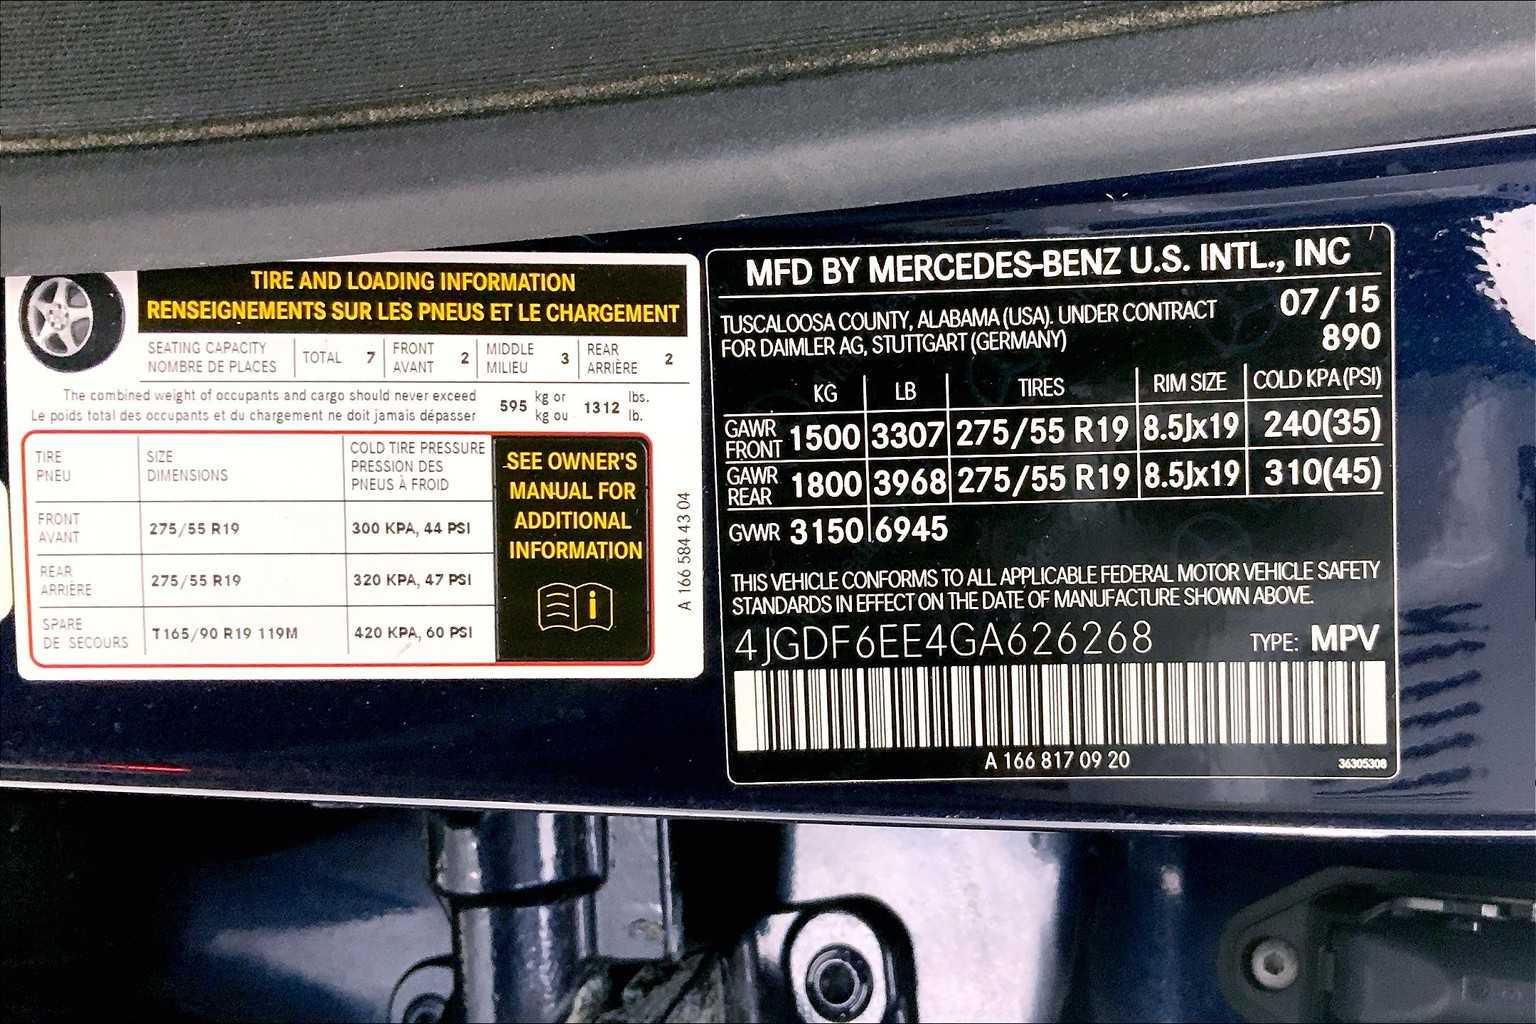 TIRE AND LOADING INFORMATION
RENSEIGNEMENTS SUR LES PNEUS ET LE CHARGEMENT
SEATING CAPACITY
NOMBRE DE PLACES
TOTAL 7
FRONT
AVANT
2
MIDDLE
MILIEU
3
REAR
ARRIÈRE
2
The combined weight of occupants and cargo should never exceed
Le poids total des occupants et du chargement ne doit jamais dépasser
595
kg or
kg ou
1312
lbs.
lb.
TIRE
PNEU
SIZE
DIMENSIONS
COLD TIRE PRESSURE
PRESSION DES
PNEUS À FROID
FRONT
AVANT
275/55 R19
300 KPA, 44 PSI
REAR
ARRIÈRE
275/55 R19
320 KPA, 47 PSI
SPARE
DE SECOURS
T165/90 R19 119M
420 KPA, 60 PSI
SEE OWNER'S
MANUAL FOR
ADDITIONAL
INFORMATION
i
A 166 584 43 04
MFD BY MERCEDES-BENZ U.S. INTL., INC
TUSCALOOSA COUNTY, ALABAMA (USA). UNDER CONTRACT
FOR DAIMLER AG, STUTTGART (GERMANY)
07/15
890
KG LB TIRES RIM SIZE COLD KPA (PSI)
GAWR
FRONT
1500 3307 275/55 R19 8.5Jx19 240(35)
GAWR
REAR
1800 3968 275/55 R19 8.5Jx19 310(45)
GVWR 3150 6945
THIS VEHICLE CONFORMS TO ALL APPLICABLE FEDERAL MOTOR VEHICLE SAFETY
STANDARDS IN EFFECT ON THE DATE OF MANUFACTURE SHOWN ABOVE.
4JGDF6EE4GA626268 TYPE: MPV
A 166 817 09 20
36305308